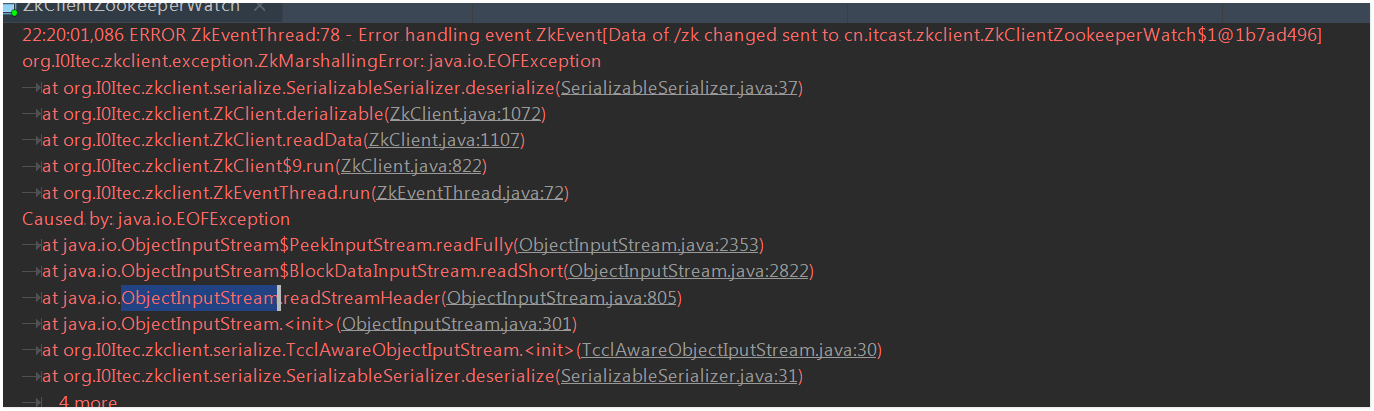 ZkClientZookeeperWatch ×
22:20:01,086 ERROR ZkEventThread:78 - Error handling event ZkEvent[Data of /zk changed sent to cn.itcast.zkclient.ZkClientZookeeperWatch$1@1b7ad496]
org.I0Itec.zkclient.exception.ZkMarshallingError: java.io.EOFException
at org.I0Itec.zkclient.serialize.SerializableSerializer.deserialize(SerializableSerializer.java:37)
at org.I0Itec.zkclient.ZkClient.derializable(ZkClient.java:1072)
at org.I0Itec.zkclient.ZkClient.readData(ZkClient.java:1107)
at org.I0Itec.zkclient.ZkClient$9.run(ZkClient.java:822)
at org.I0Itec.zkclient.ZkEventThread.run(ZkEventThread.java:72)
Caused by: java.io.EOFException
at java.io.ObjectInputStream$PeekInputStream.readFully(ObjectInputStream.java:2353)
at java.io.ObjectInputStream$BlockDataInputStream.readShort(ObjectInputStream.java:2822)
at java.io.ObjectInputStream.readStreamHeader(ObjectInputStream.java:805)
at java.io.ObjectInputStream.<init>(ObjectInputStream.java:301)
at org.I0Itec.zkclient.serialize.TcclAwareObjectIputStream.<init>(TcclAwareObjectIputStream.java:30)
at org.I0Itec.zkclient.serialize.SerializableSerializer.deserialize(SerializableSerializer.java:31)
4 more